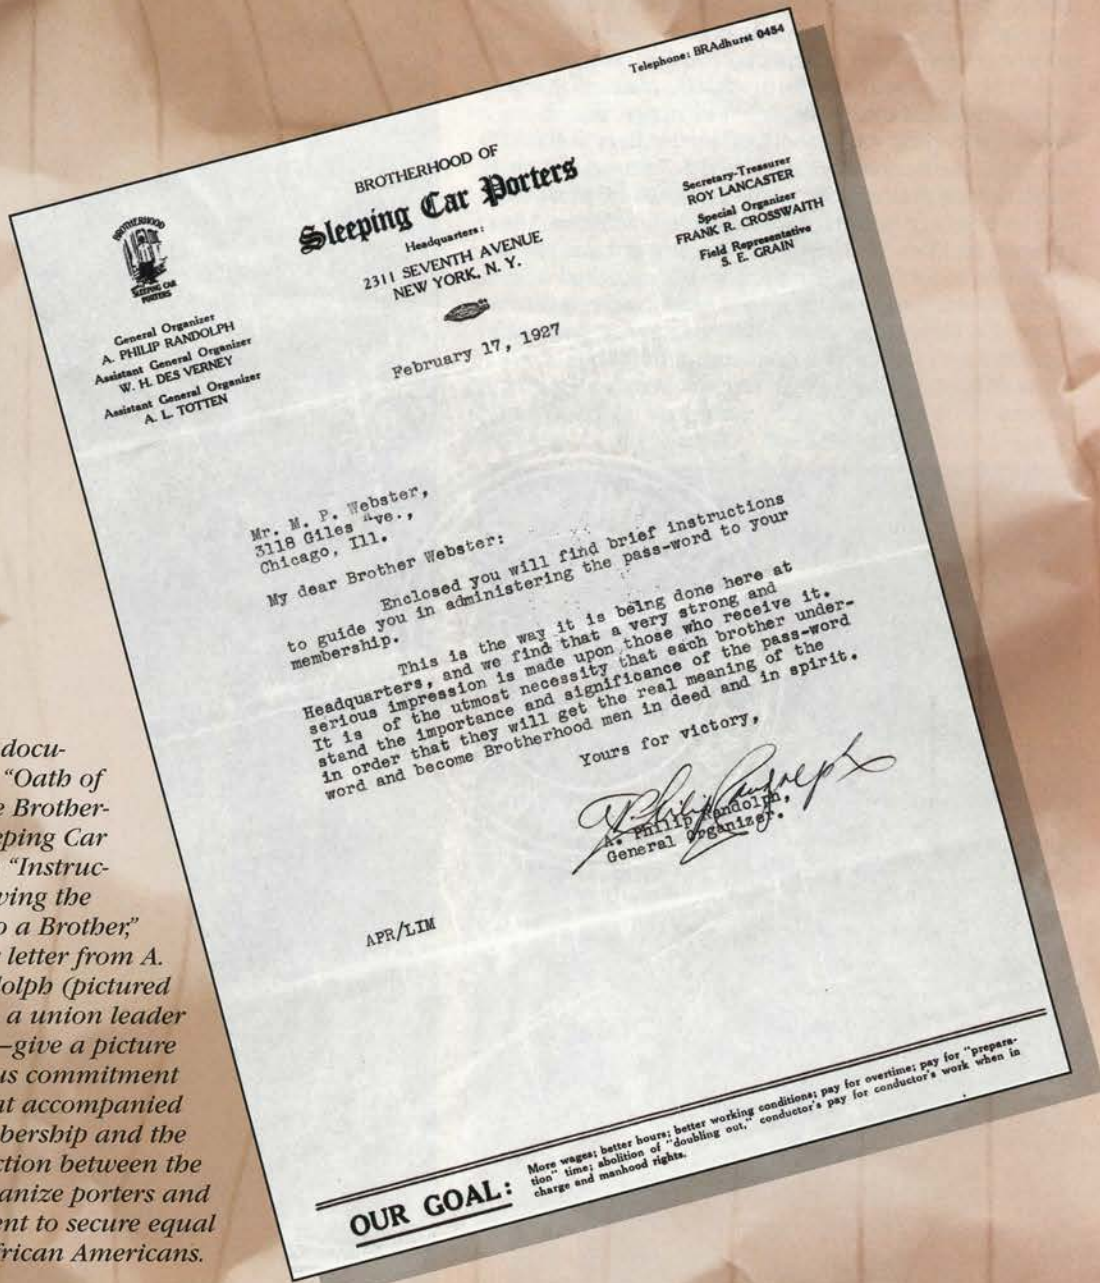 Telephone: BRAdhurst 0454
BROTHERHOOD OF
Sleeping Car Porters
Headquarters:
2311 SEVENTH AVENUE
NEW YORK, N. Y.
BROTHERHOOD
SLEEPING CAR
PORTERS
General Organizer
A. PHILIP RANDOLPH
Assistant General Organizer
W. H. DES VERNEY
Assistant General Organizer
A. L. TOTTEN
Secretary-Treasurer
ROY LANCASTER
Special Organizer
FRANK R. CROSSWAITH
Field Representative
S. E. GRAIN
February 17, 1927
Mr. M. P. Webster,
3118 Giles Ave.,
Chicago, Ill.
My dear Brother Webster:
Enclosed you will find brief instructions
to guide you in administering the pass-word to your
membership.
This is the way it is being done here at
Headquarters, and we find that a very strong and
serious impression is made upon those who receive it.
It is of the utmost necessity that each brother under-
stand the importance and significance of the pass-word
in order that they will get the real meaning of the
word and become Brotherhood men in deed and in spirit.
Yours for victory,
A. Philip Randolph
A. Philip Randolph,
General Organizer.
APR/LIM
OUR GOAL:
More wages; better hours; better working conditions; pay for overtime; pay for "prepara-
tion" time; abolition of "doubling out," conductor's pay for conductor's work when in
charge and manhood rights.
docu-
"Oath of
e Brother-
eping Car
"Instruc-
ving the
o a Brother,"
letter from A.
dolph (pictured
a union leader
—give a picture
us commitment
at accompanied
bership and the
ction between the
anize porters and
ent to secure equal
frican Americans.